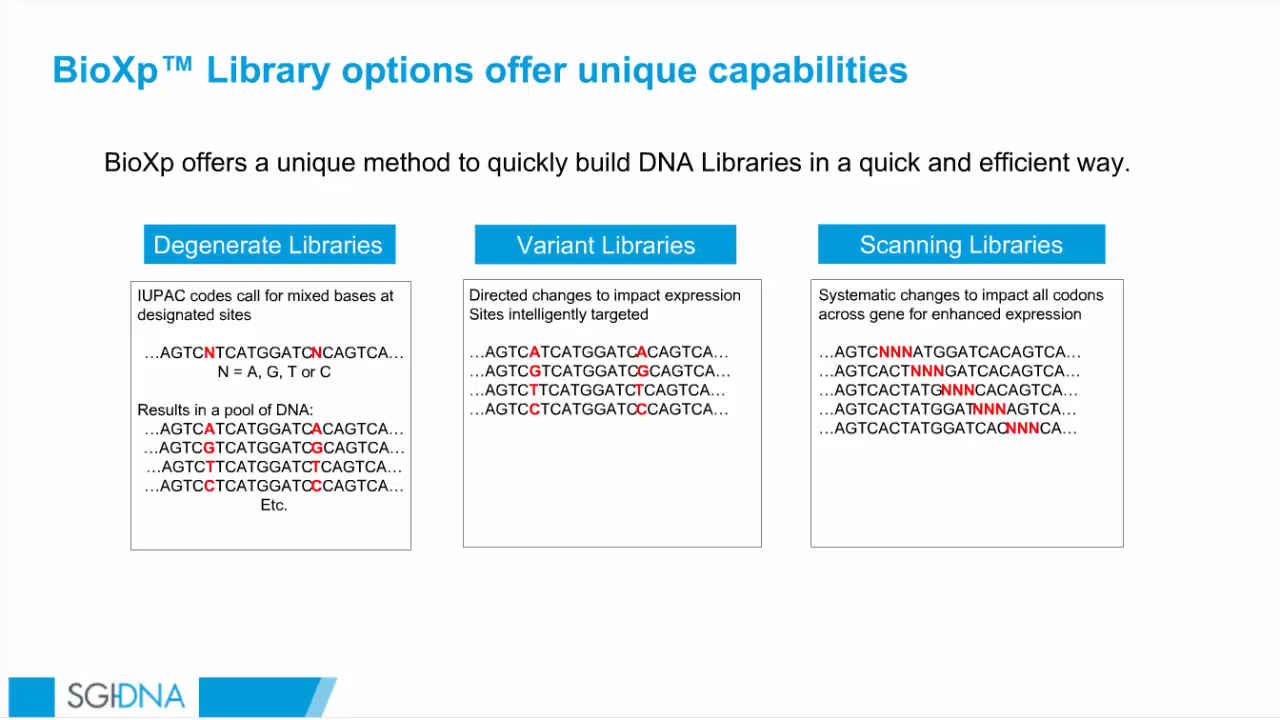 BioXp™ Library options offer unique capabilities
BioXp offers a unique method to quickly build DNA Libraries in a quick and efficient way.
Degenerate Libraries
IUPAC codes call for mixed bases at
designated sites
…AGTCNTCATGGATCNCAGTCA…
N = A, G, T or C
Results in a pool of DNA:
…AGTCATCATGGATCACAGTCA…
…AGTCGTCATGGATCGCAGTCA…
…AGTCTTCATGGATCTCAGTCA…
…AGTCCTCATGGATCCCAGTCA…
Etc.
Variant Libraries
Directed changes to impact expression
Sites intelligently targeted
…AGTCATCATGGATCACAGTCA…
…AGTCGTCATGGATCGCAGTCA…
…AGTCTTCATGGATCTCAGTCA…
…AGTCCTCATGGATCCCAGTCA…
Scanning Libraries
Systematic changes to impact all codons
across gene for enhanced expression
…AGTCNNNATGGATCACAGTCA…
…AGTCACTNNNGATCACAGTCA…
…AGTCACTATGNNNCACAGTCA…
…AGTCACTATGGATNNNAGTCA…
…AGTCACTATGGATCACNNNCA…
SGI-DNA